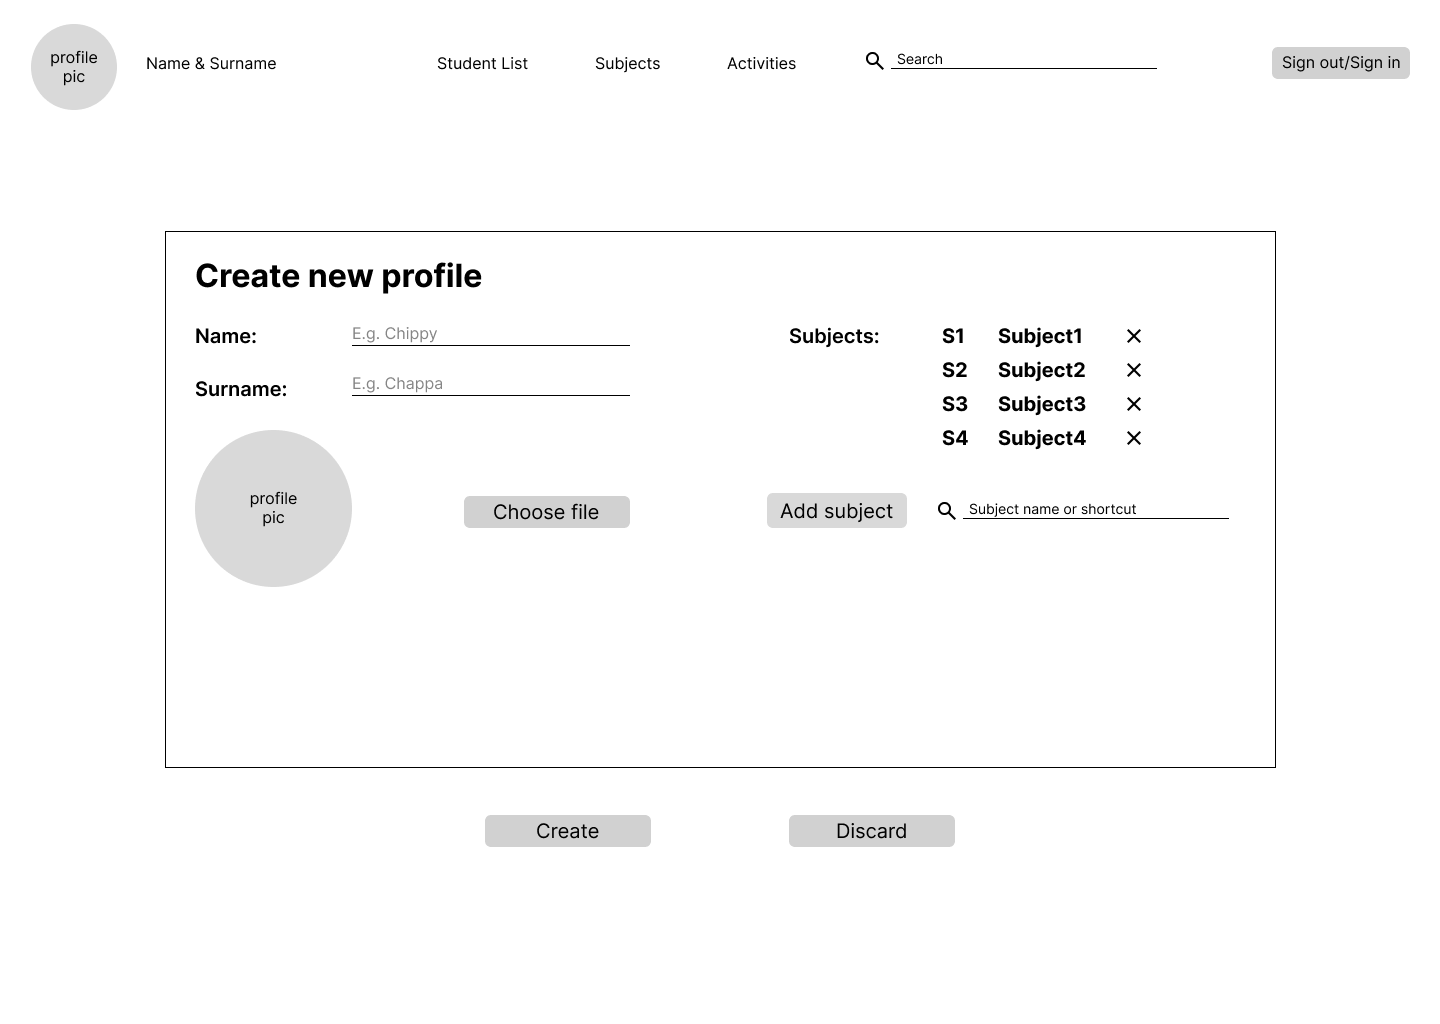 profile
pic
Name & Surname
Student List
Subjects
Activities
Search
Sign out/Sign in
Create new profile
Name:
E.g. Chippy
Surname:
E.g. Chappa
profile
pic
Choose file
Subjects:
S1 Subject1
S2 Subject2
S3 Subject3
S4 Subject4
Add subject
Subject name or shortcut
Create
Discard